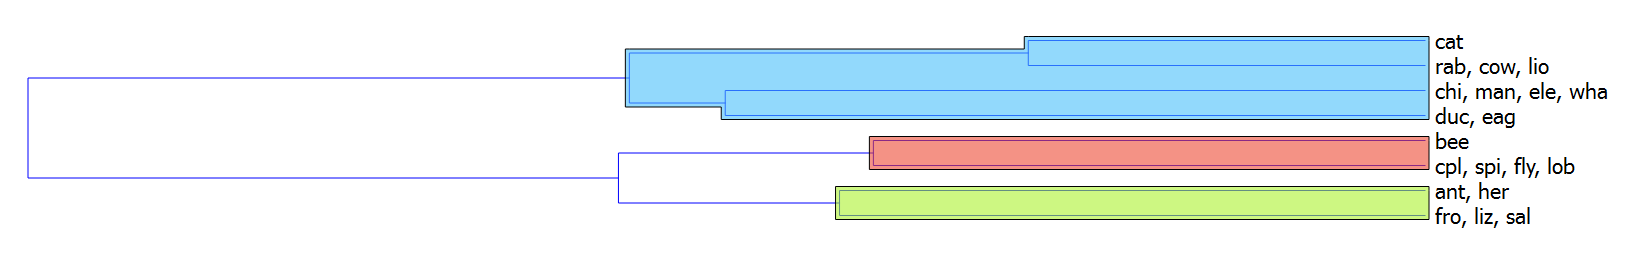 cat
rab, cow, lio
chi, man, ele, wha
duc, eag
bee
cpl, spi, fly, lob
ant, her
fro, liz, sal